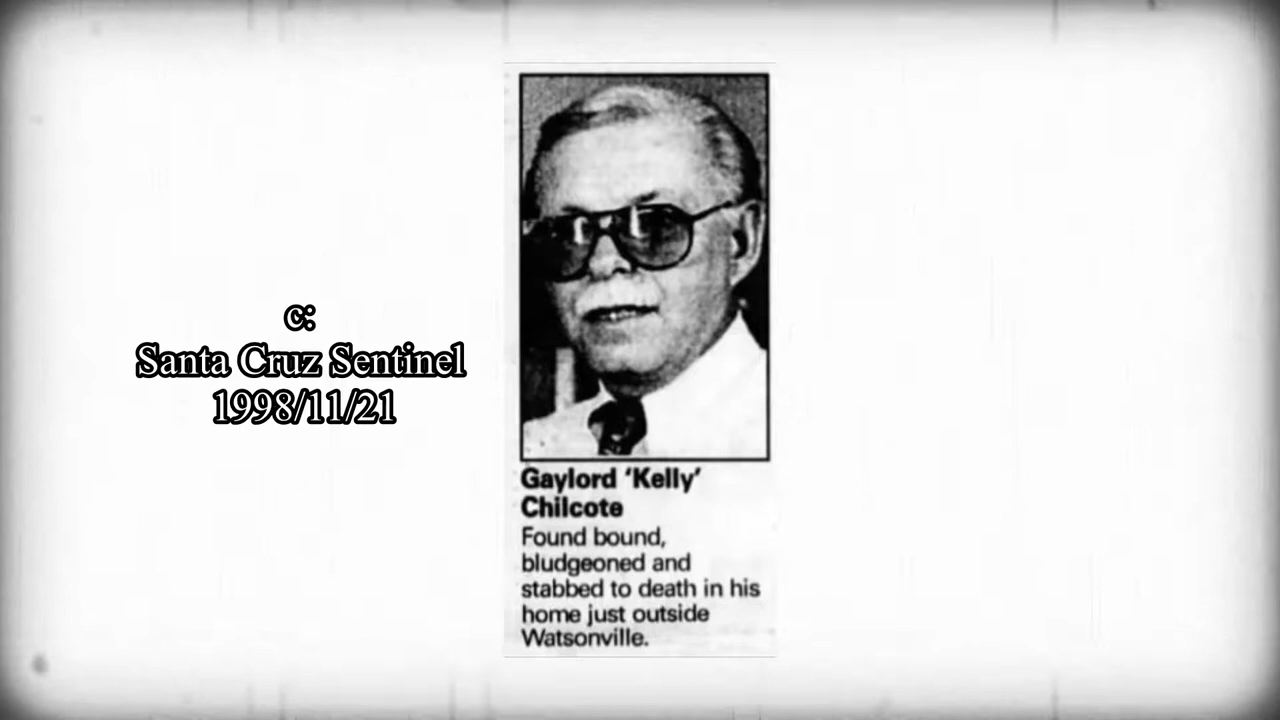 c:
Santa Cruz Sentinel
1998/11/21
Gaylord ‘Kelly’
Chilcote
Found bound,
bludgeoned and
stabbed to death in his
home just outside
Watsonville.